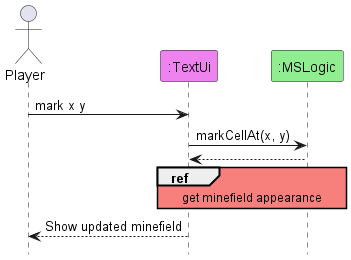 Player
:TextUi
:MSLogic
mark x y
markCellAt(x, y)
ref
get minefield appearance
Show updated minefield